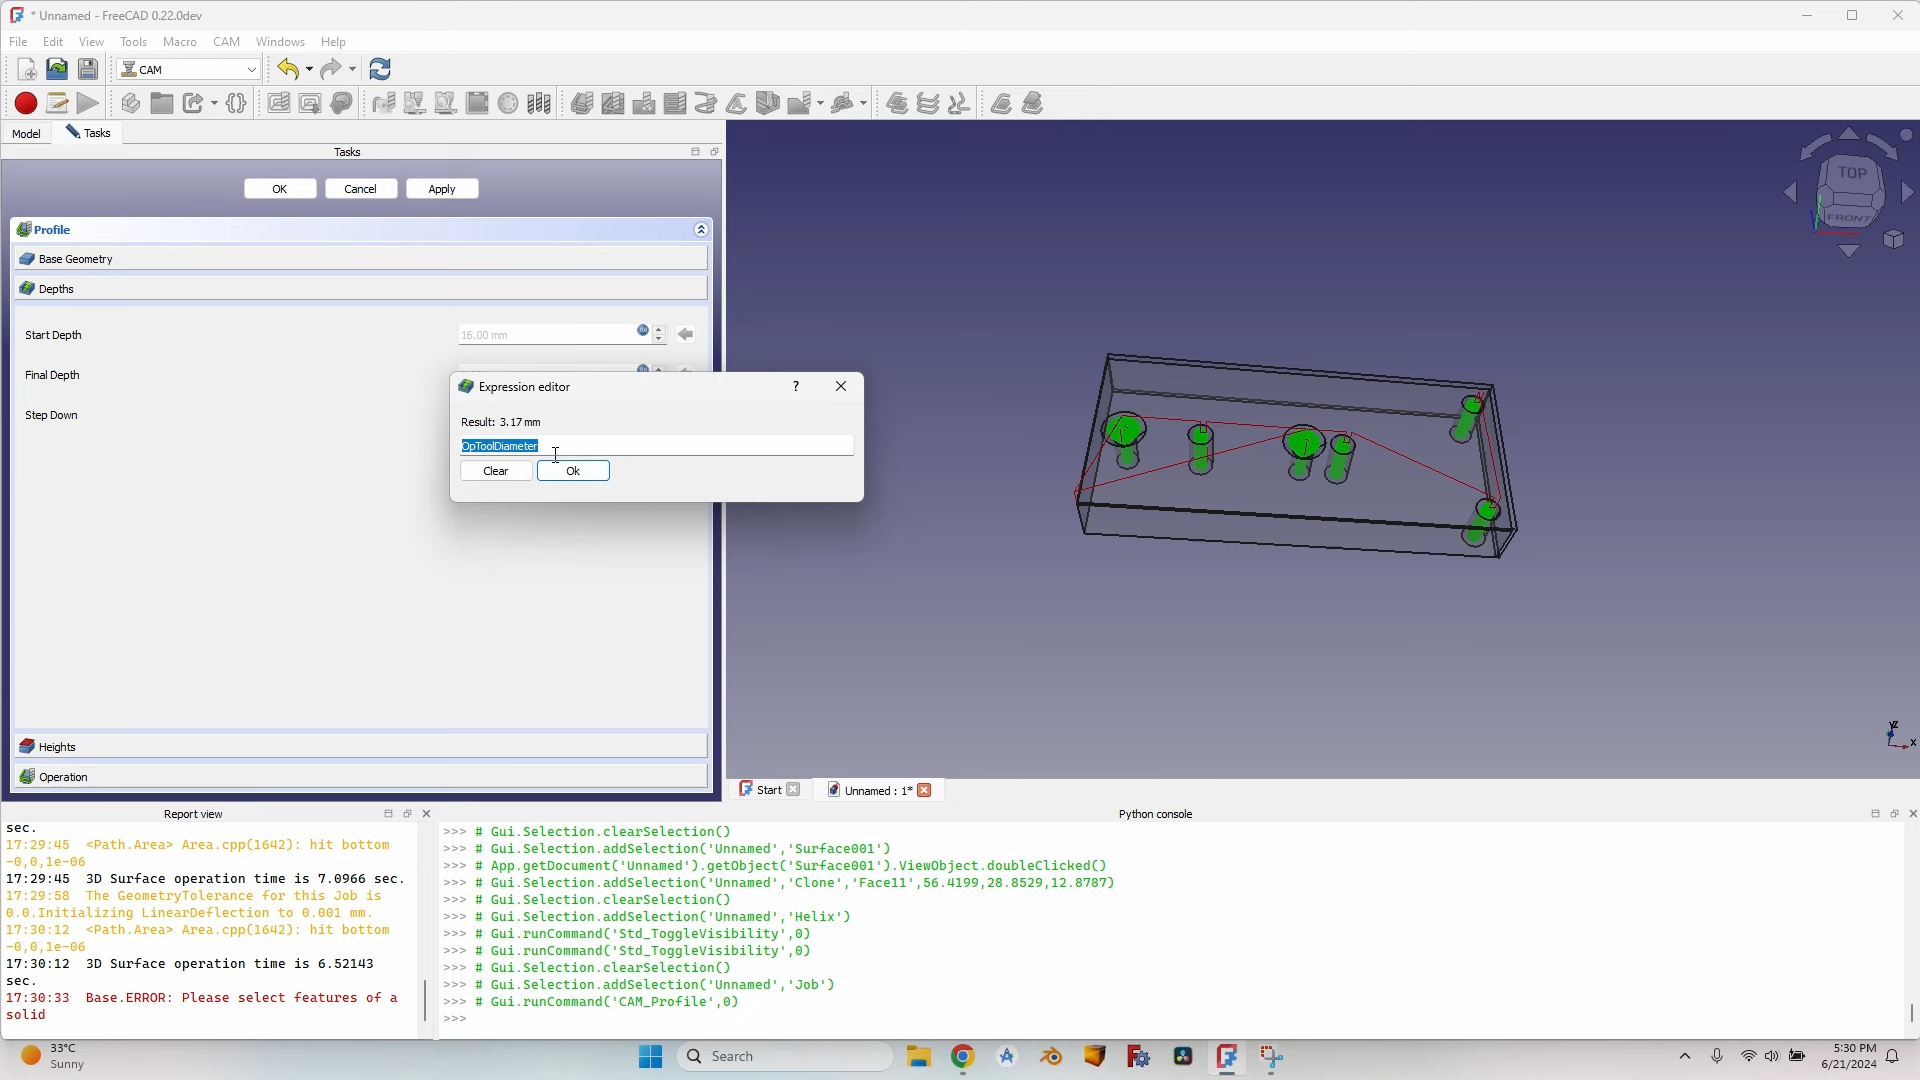 * Unnamed - FreeCAD 0.22.0dev
File Edit View Tools Macro CAM Windows Help
CAM
Model Tasks
Tasks
OK Cancel Apply
Profile
Base Geometry
Depths
Start Depth 16.00 mm
Final Depth
Step Down
Expression editor ?
Result: 3.17 mm
OpToolDiameter
Clear Ok
Heights
Operation
TOP
FRONT
Z
X
Start Unnamed : 1*
Report view
sec.
17:29:45 <Path.Area> Area.cpp(1642): hit bottom
-0,0,1e-06
17:29:45 3D Surface operation time is 7.0966 sec.
17:29:58 The GeometryTolerance for this Job is
0.0.Initializing LinearDeflection to 0.001 mm.
17:30:12 <Path.Area> Area.cpp(1642): hit bottom
-0,0,1e-06
17:30:12 3D Surface operation time is 6.52143
sec.
17:30:33 Base.ERROR: Please select features of a
solid
Python console
>>> # Gui.Selection.clearSelection()
>>> # Gui.Selection.addSelection('Unnamed','Surface001')
>>> # App.getDocument('Unnamed').getObject('Surface001').ViewObject.doubleClicked()
>>> # Gui.Selection.addSelection('Unnamed','Clone','Face11',56.4199,28.8529,12.8787)
>>> # Gui.Selection.clearSelection()
>>> # Gui.Selection.addSelection('Unnamed','Helix')
>>> # Gui.runCommand('Std_ToggleVisibility',0)
>>> # Gui.runCommand('Std_ToggleVisibility',0)
>>> # Gui.Selection.clearSelection()
>>> # Gui.Selection.addSelection('Unnamed','Job')
>>> # Gui.runCommand('CAM_Profile',0)
>>>
33°C
Sunny
Search
5:30 PM
6/21/2024